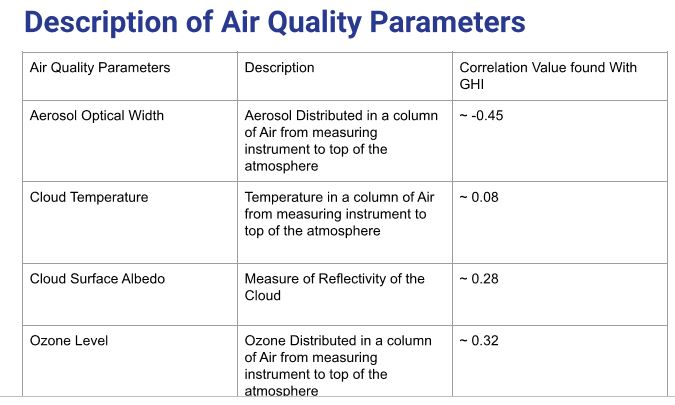 Description of Air Quality Parameters
Air Quality Parameters
Description
Correlation Value found With
GHI
Aerosol Optical Width
Aerosol Distributed in a column
of Air from measuring
instrument to top of the
atmosphere
~ -0.45
Cloud Temperature
Temperature in a column of Air
from measuring instrument to
top of the atmosphere
~ 0.08
Cloud Surface Albedo
Measure of Reflectivity of the
Cloud
~ 0.28
Ozone Level
Ozone Distributed in a column
of Air from measuring
instrument to top of the
atmosphere
~ 0.32